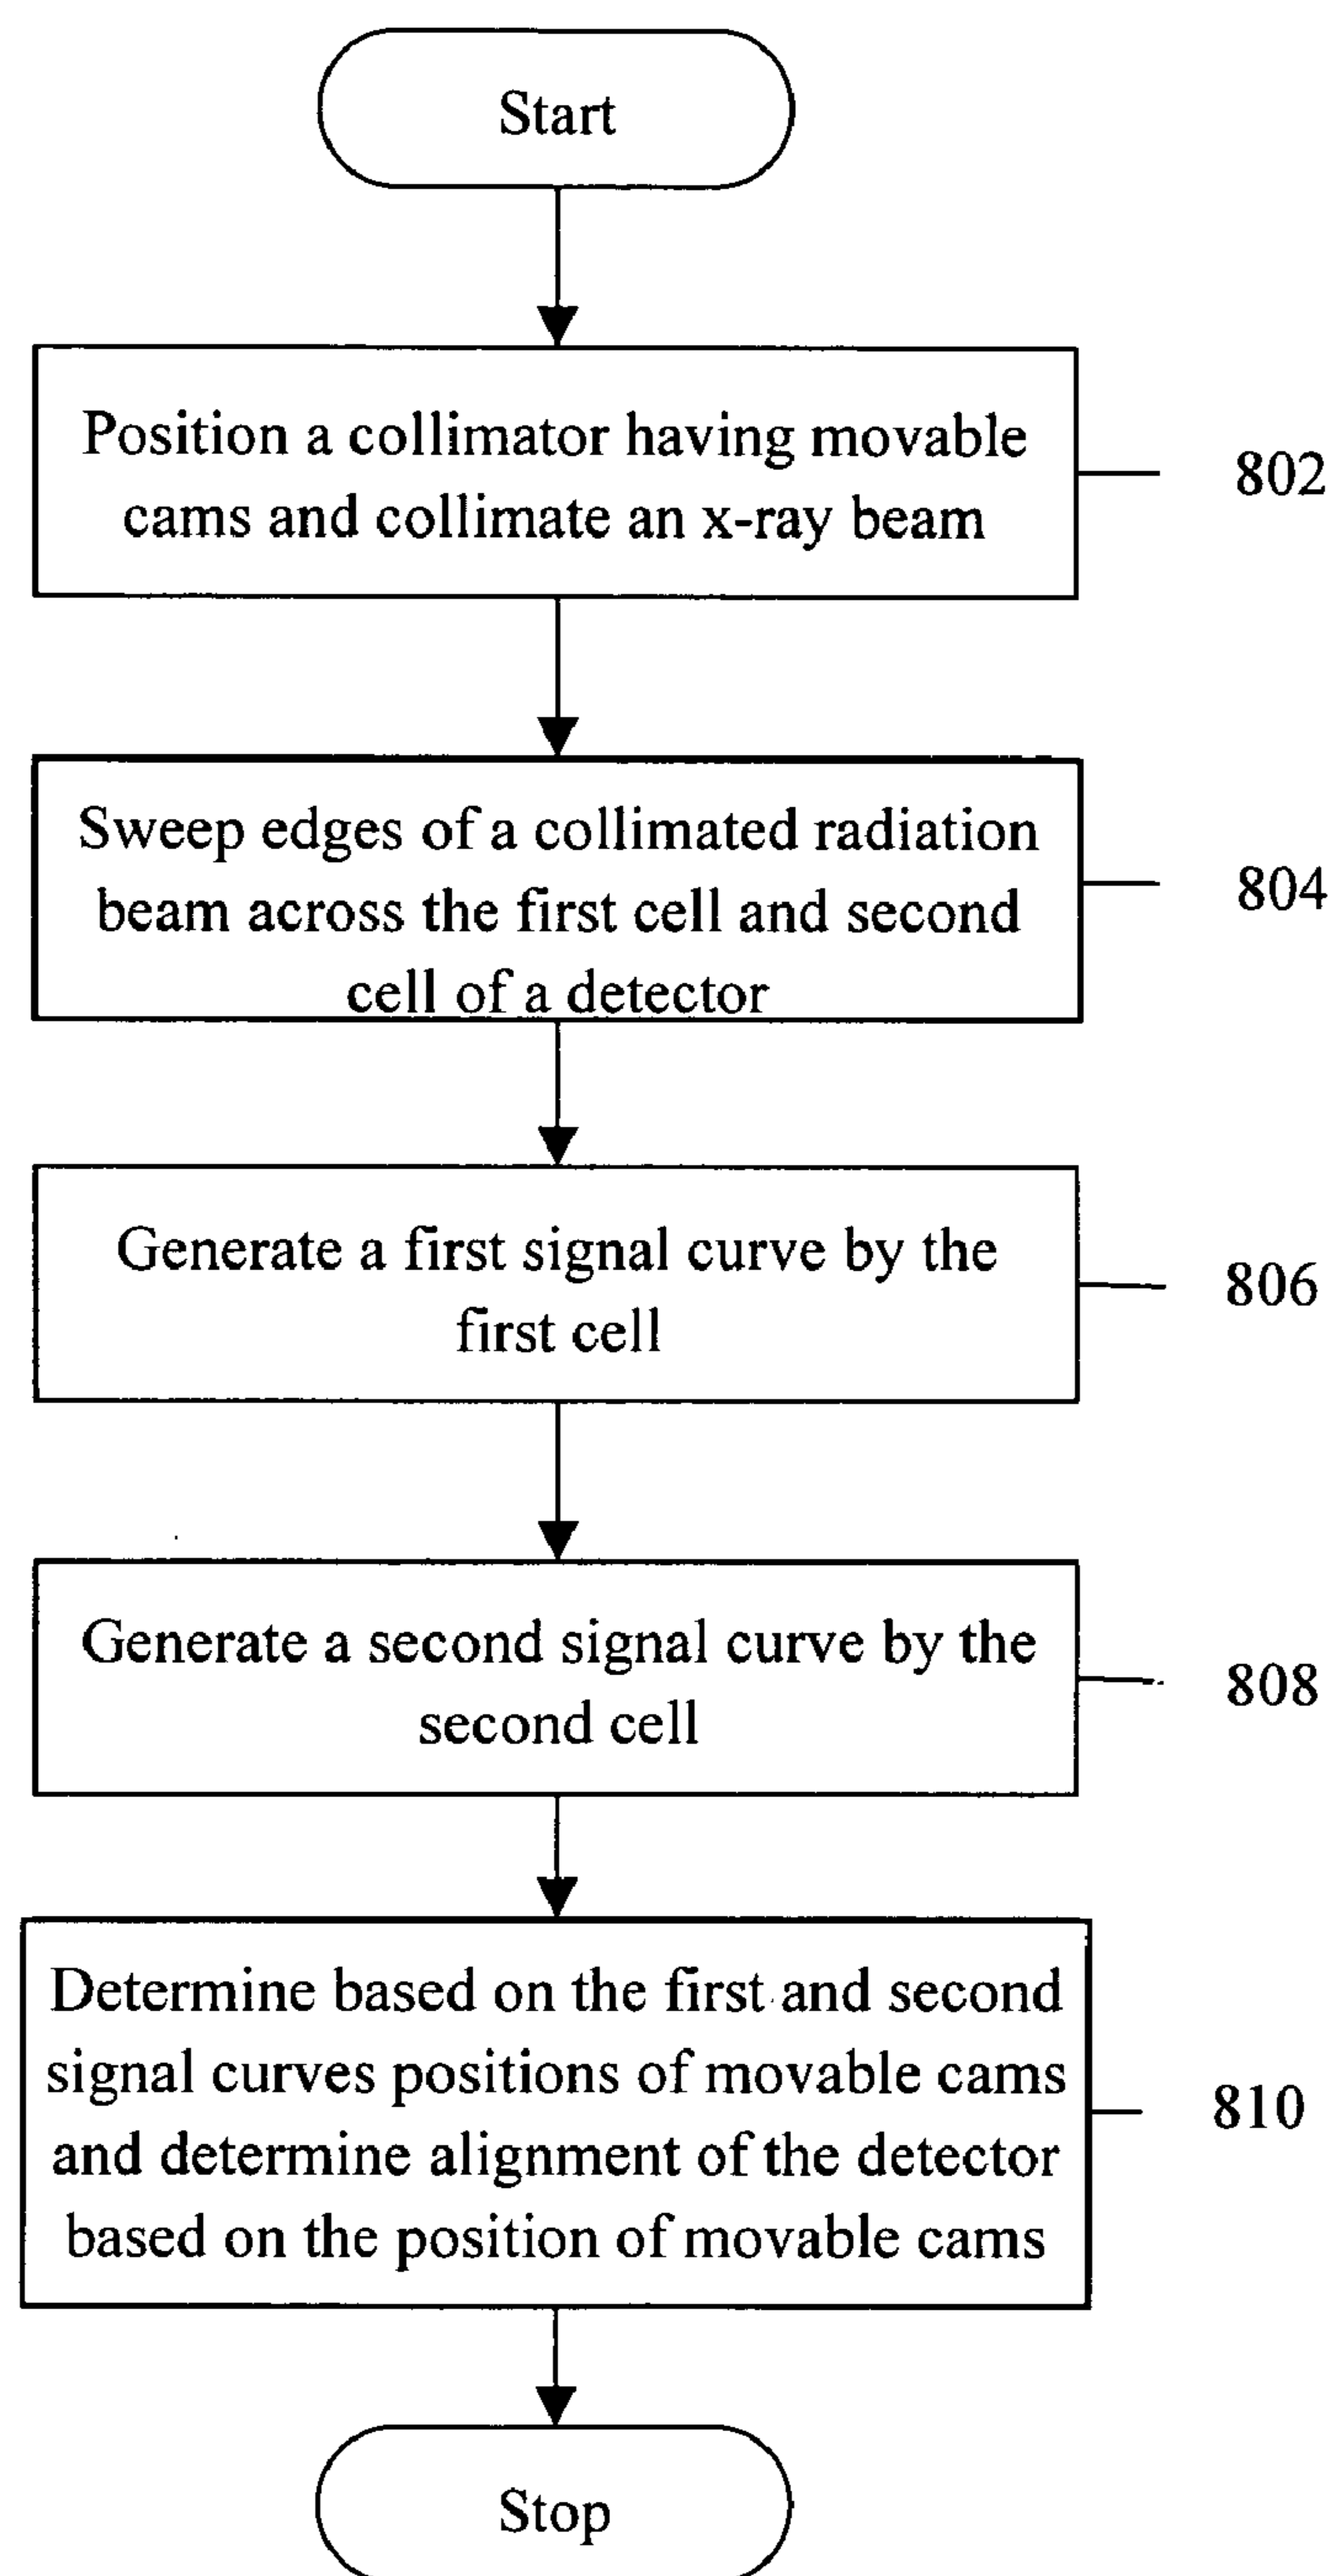 Start
Position a collimator having movable
cams and collimate an x-ray beam
802
Sweep edges of a collimated radiation
beam across the first cell and second
cell of a detector
804
Generate a first signal curve by the
first cell
806
Generate a second signal curve by the
second cell
808
Determine based on the first and second
signal curves positions of movable cams
and determine alignment of the detector
based on the position of movable cams
810
Stop